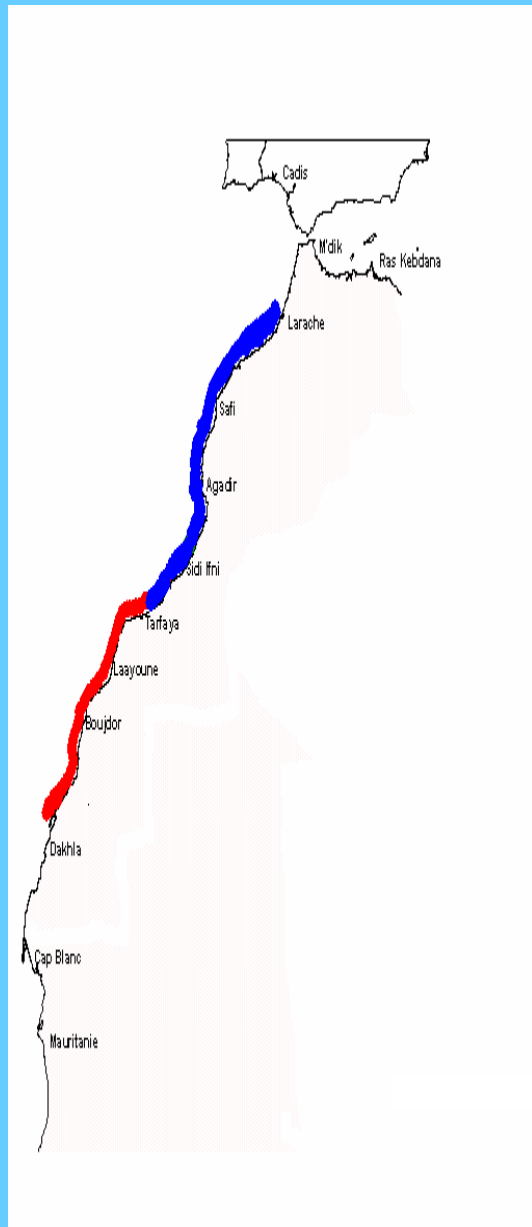 Cadis
M'dik
Ras Kebdana
Larache
Safi
Agadir
Sidi Ifni
Tarfaya
Laayoune
Boujdor
Dakhla
Cap Blanc
Mauritanie